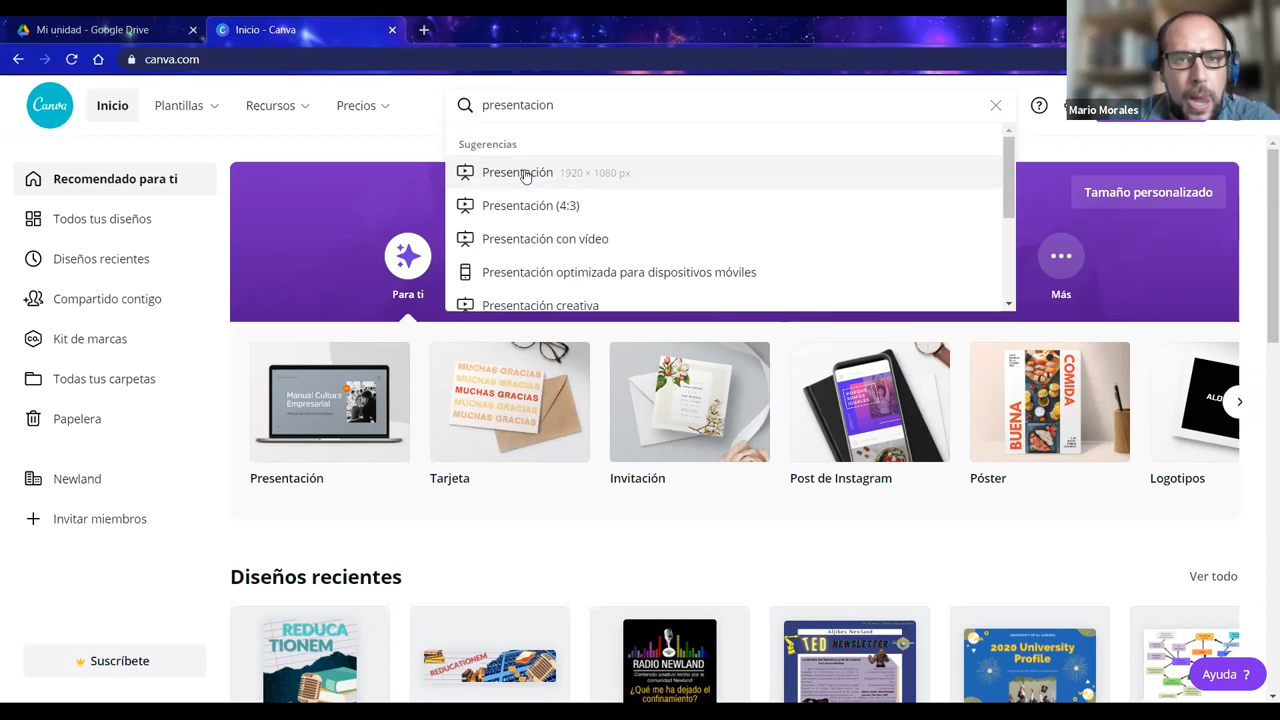 Mi unidad - Google Drive
Inicio - Canva
canva.com
Mario Morales
Canva
Inicio
Plantillas
Recursos
Precios
presentacion
Sugerencias
Presentación 1920 × 1080 px
Presentación (4:3)
Presentación con vídeo
Presentación optimizada para dispositivos móviles
Presentación creativa
Tamaño personalizado
Para ti
Más
Recomendado para ti
Todos tus diseños
Diseños recientes
Compartido contigo
Kit de marcas
Todas tus carpetas
Papelera
Newland
Invitar miembros
Suscríbete
Manual Cultura
Empresarial
MUCHAS GRACIAS
MUCHAS GRACIAS
MUCHAS GRACIAS
MUCHAS GRACIAS
MUCHAS GRACIAS
PORQUE
SOMOS
IGUALES
BUENA
COMIDA
Presentación
Tarjeta
Invitación
Post de Instagram
Póster
Logotipos
Diseños recientes
Ver todo
REDUCA
TIONEM
RADIO NEWLAND
¿Qué me ha dejado el
confinamiento?
Aljibes Newland
TED NEWSLETTER
2020 University
Profile
Ayuda ?